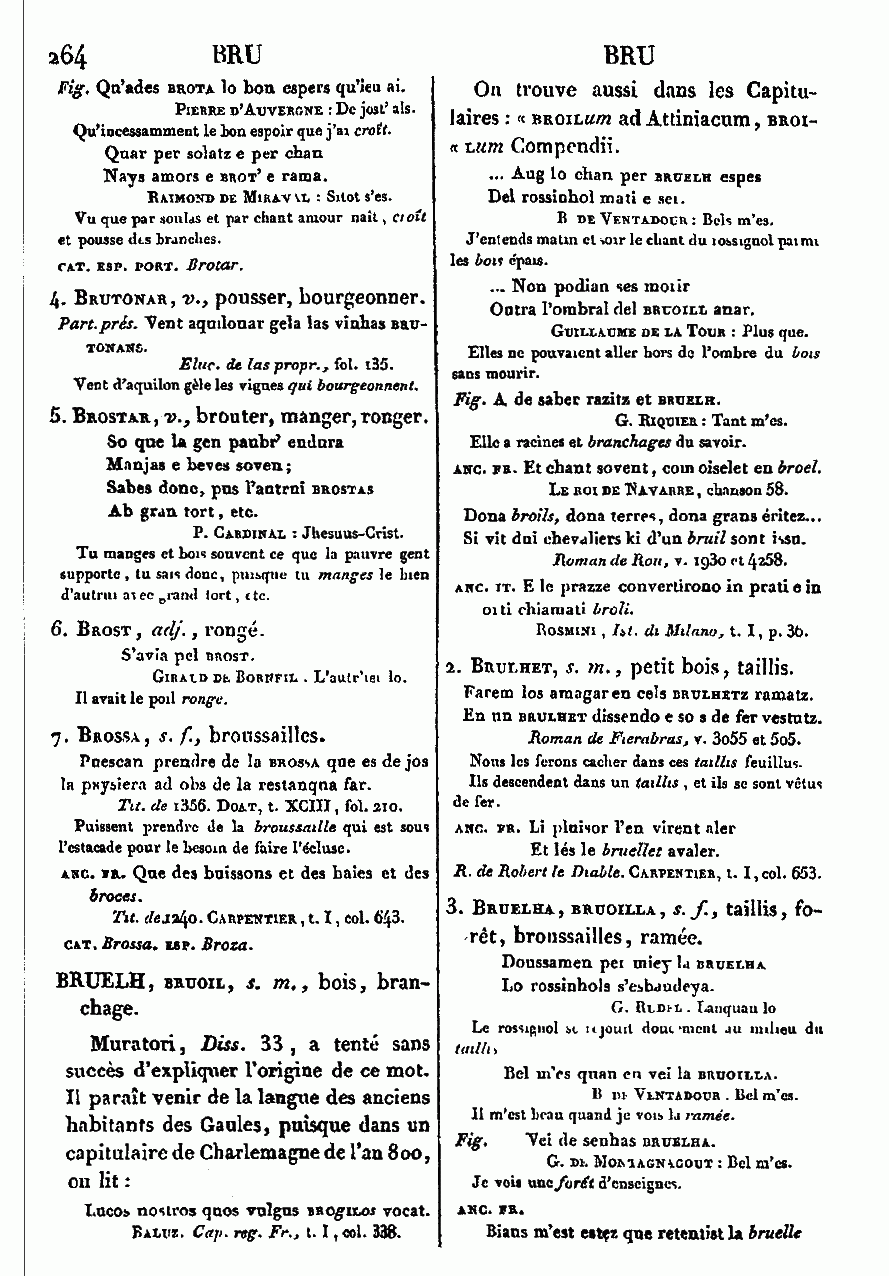 264 BRU BRU
Fig. Qu'ades BROTA lo bon espers qu'ieu ai.
PIERRE D'AUVERGNE : De jost' als.
Qu'incessamment le bon espoir que j'ai croît.
Quar per solatz e per chan
Nays amors e BROT' e rama.
RAIMOND DE MIRAVAL : Sitot s'es.
Vu que par soulas et par chant amour naît, croît
et pousse des branches.
CAT. ESP. PORT. Brotar.
4. BRUTONAR, v., pousser, bourgeonner.
Part. prés. Vent aquilonar gela las vinhas BRU-
TONANS.
Eluc. de las propr., fol. 135.
Vent d'aquilon gèle les vignes qui bourgeonnent.
5. BROSTAR, v., brouter, manger, ronger.
So que la gen paubr' endura
Manjas e beves soven;
Sabes donc, pus l'autrui BROSTAS
Ab gran tort, etc.
P. CARDINAL : Jhesuus-Crist.
Tu manges et bois souvent ce que la pauvre gent
supporte, tu sais donc, puisque tu manges le bien
d'autrui avec grand tort, etc.
6. BROST, adj., rongé.
S'avia pel BROST.
GIRAUD DE BORNEIL . L'autr'ier lo.
Il avait le poil rongé.
7. BROSSA, s. f., broussailles.
Puescan prendre de la BROSSA que es dejos
la paysiera ad obs de la restanqua far.
Tit. de 1356. DOAT, t. XCIII, fol. 210.
Puissent prendre de la broussaille qui est sous
l'estacade pour le besoin de faire l'écluse.
ANC. FR. Que des buissons et des haies et des
broces.
Tit. de 1240. CARPENTIER, t. I, col. 643.
CAT. Brossa. ESP. Broza.
BRUELH, BRUOIL, s. m., bois, bran-
chage.
Muratori, Diss. 33, a tenté sans
succès d'expliquer l'origine de ce mot.
Il paraît venir de la langue des anciens
habitants des Gaules, puisque dans un
capitulaire de Charlemagne de l'an 800,
on lit :
Lucos nostros quos vulgus BROGILOS vocat.
BALUZ. Cap. reg. Fr., t. I, col. 338.
On trouve aussi dans les Capitu-
laires : « BROILum ad Attiniacum, BROI-
« LUm Compendii.
... Aug lo chan per BRUELH espes
Del rossinhol mati e ser.
B DE VENTADOUR : Bels m'es.
J'entends matin et soir le chant du rossignol parmi
les bois épais.
... Non podian ses morir
Ontra l'ombral del BRUOILL anar.
GUILLAUME DE LA TOUR : Plus que.
Elles ne pouvaient aller hors de l'ombre du bois
sans mourir.
Fig. A de saber razitz et BRUELH.
G. RIQUIER : Tant m'es.
Elle a racines et branchages du savoir.
ANC. FR. Et chant sovent, com oiselet en broel.
LE ROI DE NAVARRE, chanson 58.
Dona broils, dona terres, dona grans éritez...
Si vit dui chevaliers ki d'un bruil sont issu.
Roman de Rou, v. 1930 et 4258.
ANC. IT. E le prazze convertirono in prati e in
orti chiamati broli.
ROSMINI, Ist. di Milano, t. I, p. 36.
2. BRULHET, s. m., petit bois, taillis.
Farem los amagar en cels BRULHETZ ramatz.
En un BRULHET dissendo e so s de fer vestutz.
Roman de Fierabras, v. 3055 et 505.
Nous les ferons cacher dans ces taillis feuillus.
Ils descendent dans un taillis, et ils se sont vêtus
de fer.
ANC. FR. Li pluisor l'en virent aler
Et lés le bruellet avaler.
R. de Robert le Diable. CARPENTIER, t. I, col. 653.
3. BRUELHA, BRUOILLA, s. f., taillis, fo-
rêt, broussailles, ramée.
Doussamen per miey la BRUELHA
Lo rossinhols s'esbaudeya.
G. RUDEL . Lanquan lo
Le rossignol se réjouit doucement au milieu du
taillis
Bel m'es quan en vei la BRUOILLA.
B DE VENTADOUR . Bel m'es.
Il m'est beau quand je vois la ramée.
Fig. Vei de senhas BRUELHA.
G. DE MONTAGNAGOUT : Bel m'es.
Je vois une forêt d'enseignes.
ANC. FR.
Bians m'est estez que retentist la bruelle